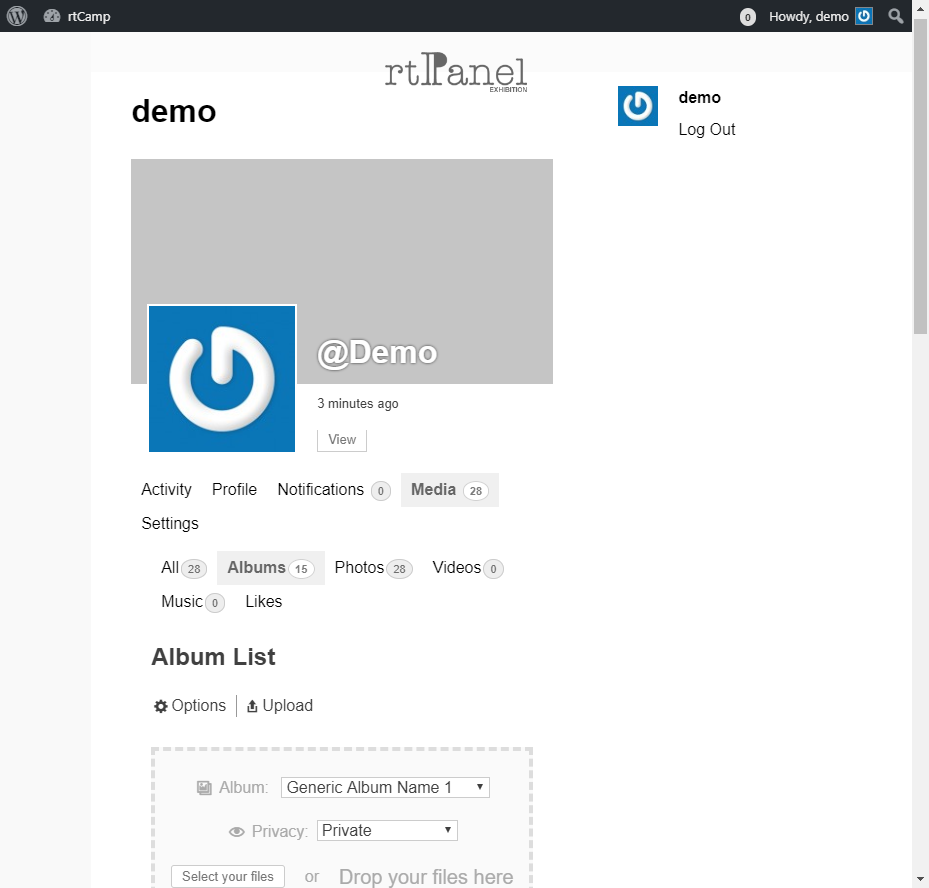 rtCamp 0 Howdy, demo
rtPanel
EXHIBITION
demo
demo
Log Out
@Demo
3 minutes ago
View
Activity Profile Notifications 0 Media 28
Settings
All 28 Albums 15 Photos 28 Videos 0
Music 0 Likes
Album List
Options Upload
Album: Generic Album Name 1
Privacy: Private
Select your files or Drop your files here